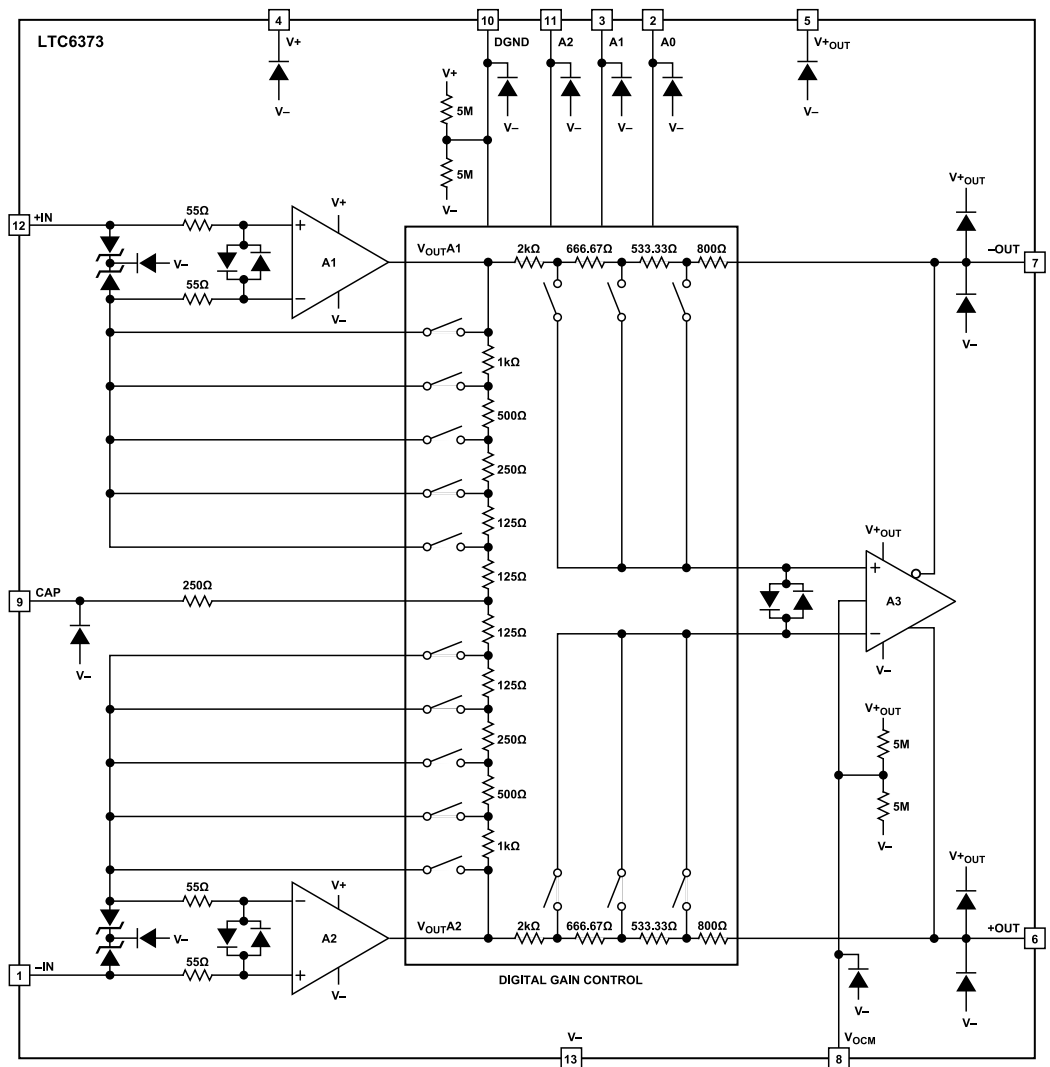 4
10
11
3
2
5
LTC6373
V+
DGND
A2
A1
A0
V+OUT
V–
V+
5M
V–
V–
V–
V–
V–
5M
V–
V+OUT
12
+IN
55Ω
V+
VOUTA1
2kΩ
666.67Ω
533.33Ω
800Ω
–OUT
7
V–
+
A1
–
55Ω
V–
V–
1kΩ
500Ω
250Ω
125Ω
V+OUT
125Ω
9
CAP
250Ω
+
A3
–
125Ω
V–
V–
125Ω
V+OUT
250Ω
5M
500Ω
5M
1kΩ
V–
V+OUT
55Ω
V+
–
A2
+
V–
VOUTA2
2kΩ
666.67Ω
533.33Ω
800Ω
+OUT
6
1
–IN
55Ω
V–
DIGITAL GAIN CONTROL
V–
V–
V–
VOCM
13
8